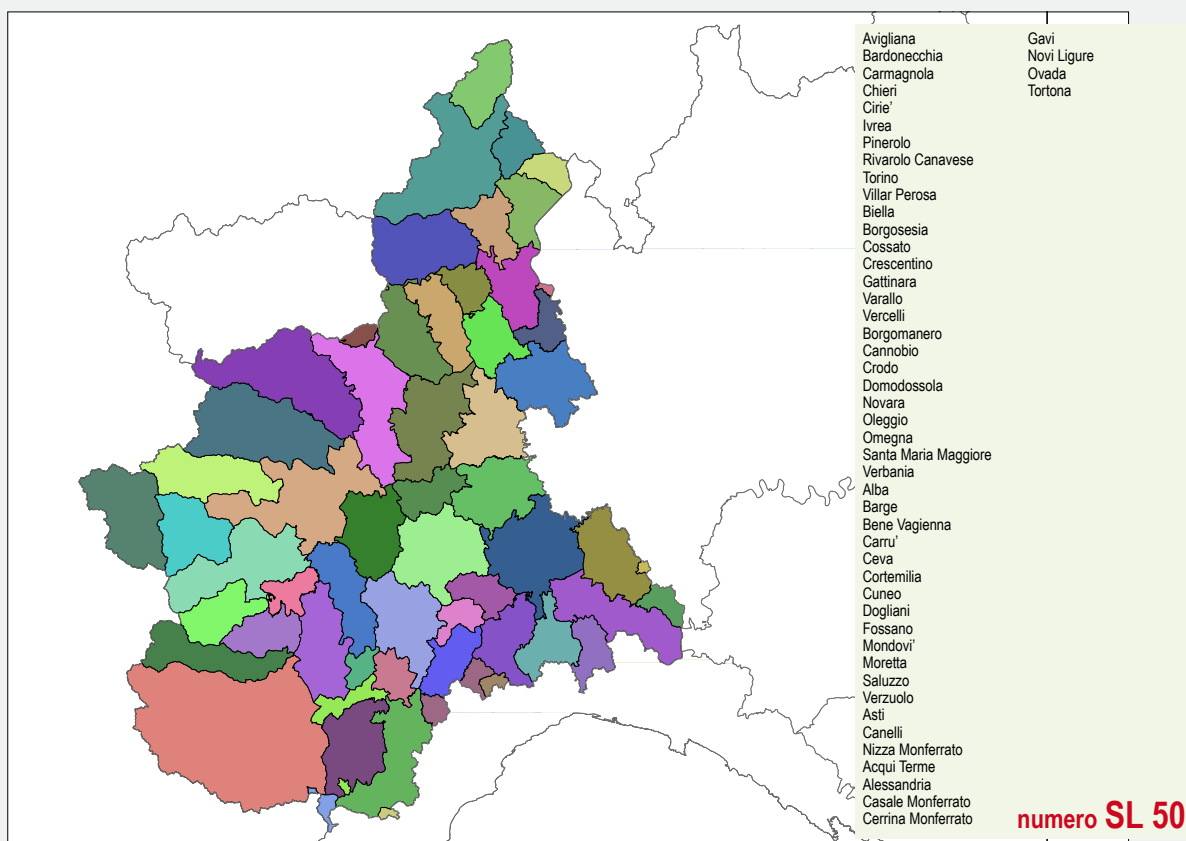 Avigliana
Bardonecchia
Carmagnola
Chieri
Cirie'
Ivrea
Pinerolo
Rivarolo Canavese
Torino
Villar Perosa
Biella
Borgosesia
Cossato
Crescentino
Gattinara
Varallo
Vercelli
Borgomanero
Cannobio
Crodo
Domodossola
Novara
Oleggio
Omegna
Santa Maria Maggiore
Verbania
Alba
Barge
Bene Vagienna
Carru'
Ceva
Cortemilia
Cuneo
Dogliani
Fossano
Mondovi'
Moretta
Saluzzo
Verzuolo
Asti
Canelli
Nizza Monferrato
Acqui Terme
Alessandria
Casale Monferrato
Cerrina Monferrato
Gavi
Novi Ligure
Ovada
Tortona
numero SL 50